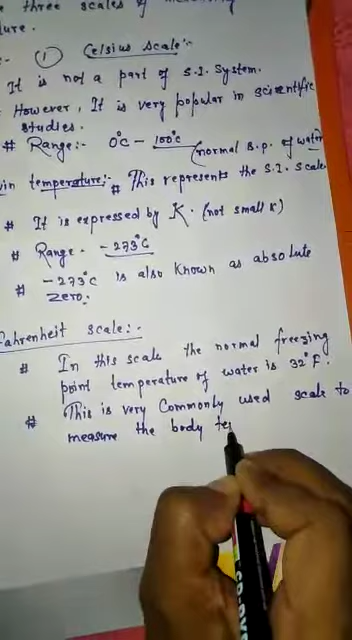 three scales of measuring
ture.
:- ① Celsius Scale:-
It is not a part of S.I. System.
However, It is very popular in scientific
studies.
# Range:- 0°C - 100°C
(normal B.P. of water
vin temperature:- # This represents the S.I. Scale
# It is expressed by K. (not small k)
# Range - -273°C
# -273°C is also known as absolute
Zero.
Fahrenheit scale:-
# In this scale the normal freezing
point temperature of water is 32°F.
# This is very commonly used scale to
measure the body te